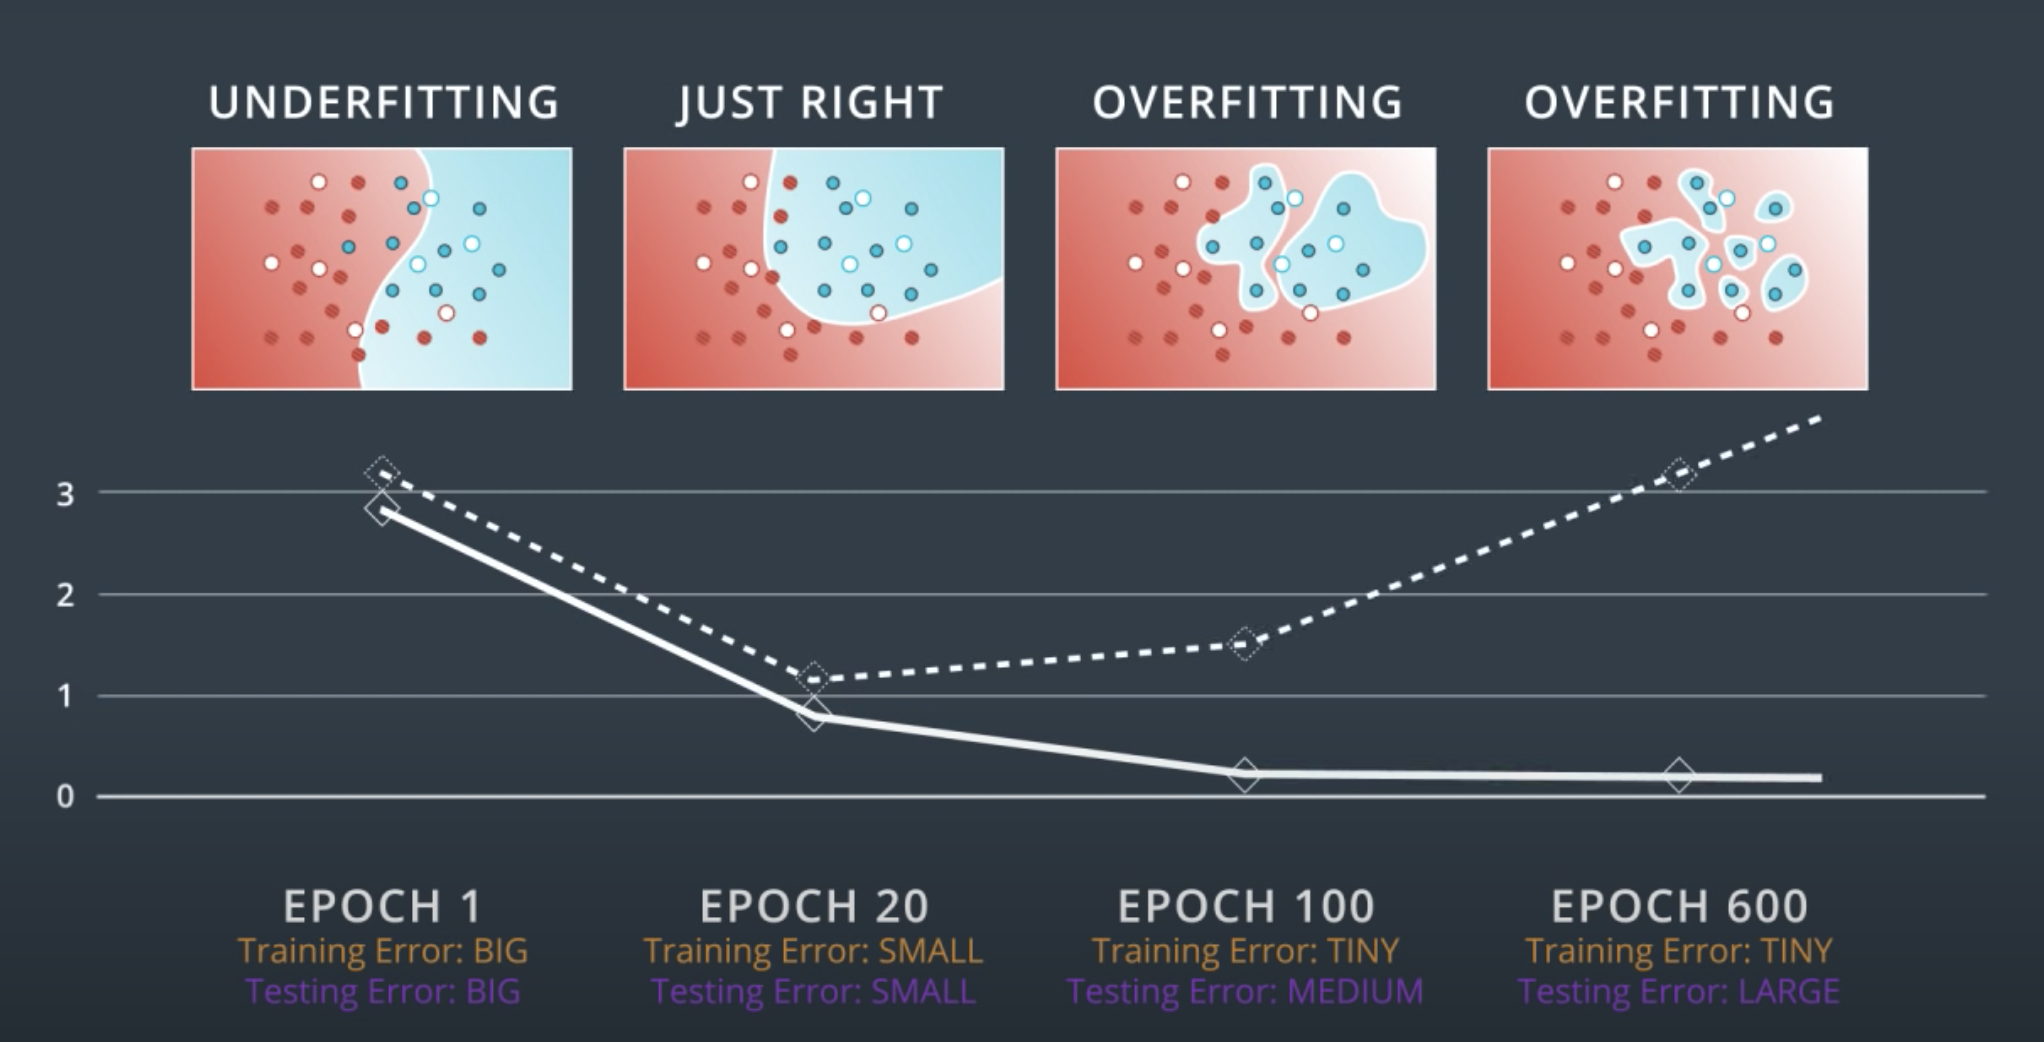 UNDERFITTING
JUST RIGHT
OVERFITTING
OVERFITTING
3
2
1
0
EPOCH 1
Training Error: BIG
Testing Error: BIG
EPOCH 20
Training Error: SMALL
Testing Error: SMALL
EPOCH 100
Training Error: TINY
Testing Error: MEDIUM
EPOCH 600
Training Error: TINY
Testing Error: LARGE